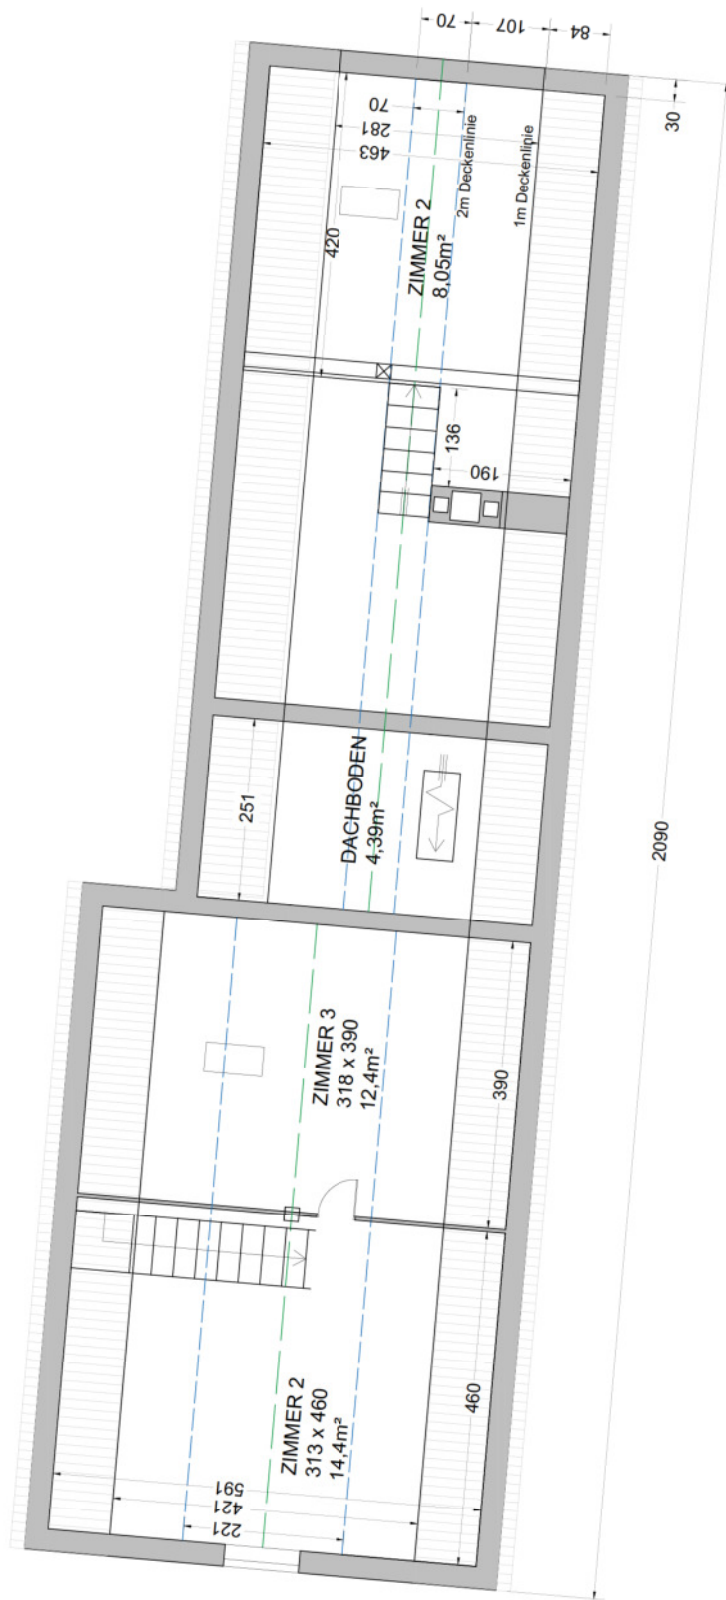 70
107
84
30
70
281
463
2m Deckenlinie
1m Deckenlinie
420
ZIMMER 2
8,05m²
136
190
251
DACHBODEN
4,39m²
2090
ZIMMER 3
318 x 390
12,4m²
390
ZIMMER 2
313 x 460
14,4m²
460
591
421
221